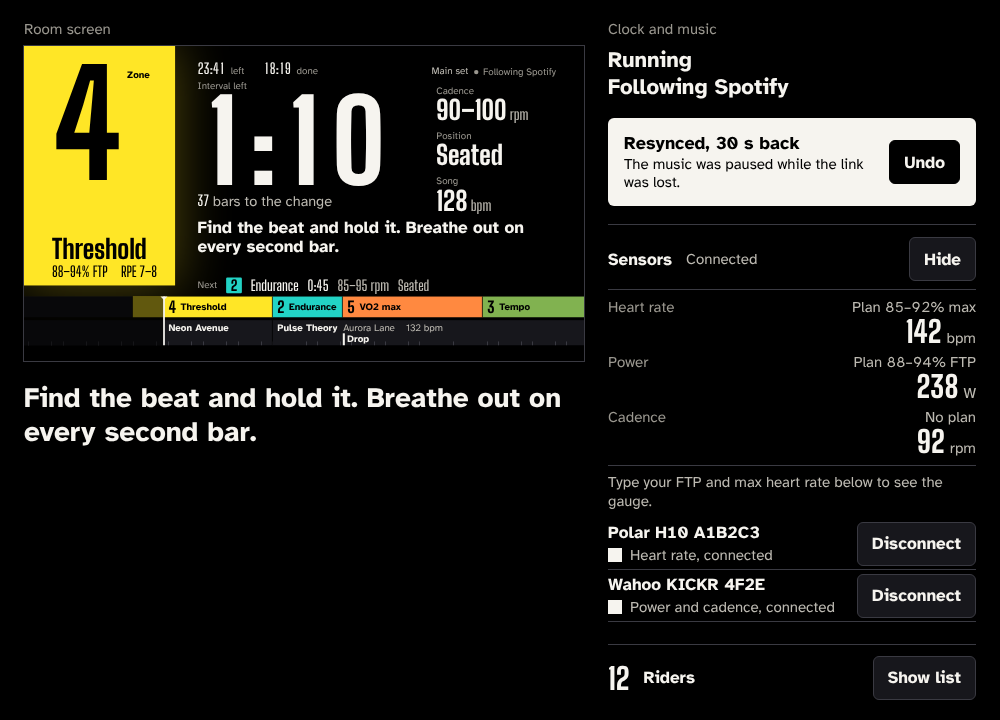 Room screen
4 Zone
Threshold
88–94% FTP RPE 7–8
23:41 left 18:19 done
Interval left
1:10
37 bars to the change
Main set • Following Spotify
Cadence
90–100 rpm
Position
Seated
Song
128 bpm
Find the beat and hold it. Breathe out on
every second bar.
Next 2 Endurance 0:45 85–95 rpm Seated
4 Threshold 2 Endurance 5 VO2 max 3 Tempo
Neon Avenue Pulse Theory Aurora Lane 132 bpm
Drop
Find the beat and hold it. Breathe out on
every second bar.
Clock and music
Running
Following Spotify
Resynced, 30 s back
The music was paused while the link
was lost.
Undo
Sensors Connected Hide
Heart rate Plan 85–92% max
142 bpm
Power Plan 88–94% FTP
238 W
Cadence No plan
92 rpm
Type your FTP and max heart rate below to see the
gauge.
Polar H10 A1B2C3
Heart rate, connected
Disconnect
Wahoo KICKR 4F2E
Power and cadence, connected
Disconnect
12 Riders Show list